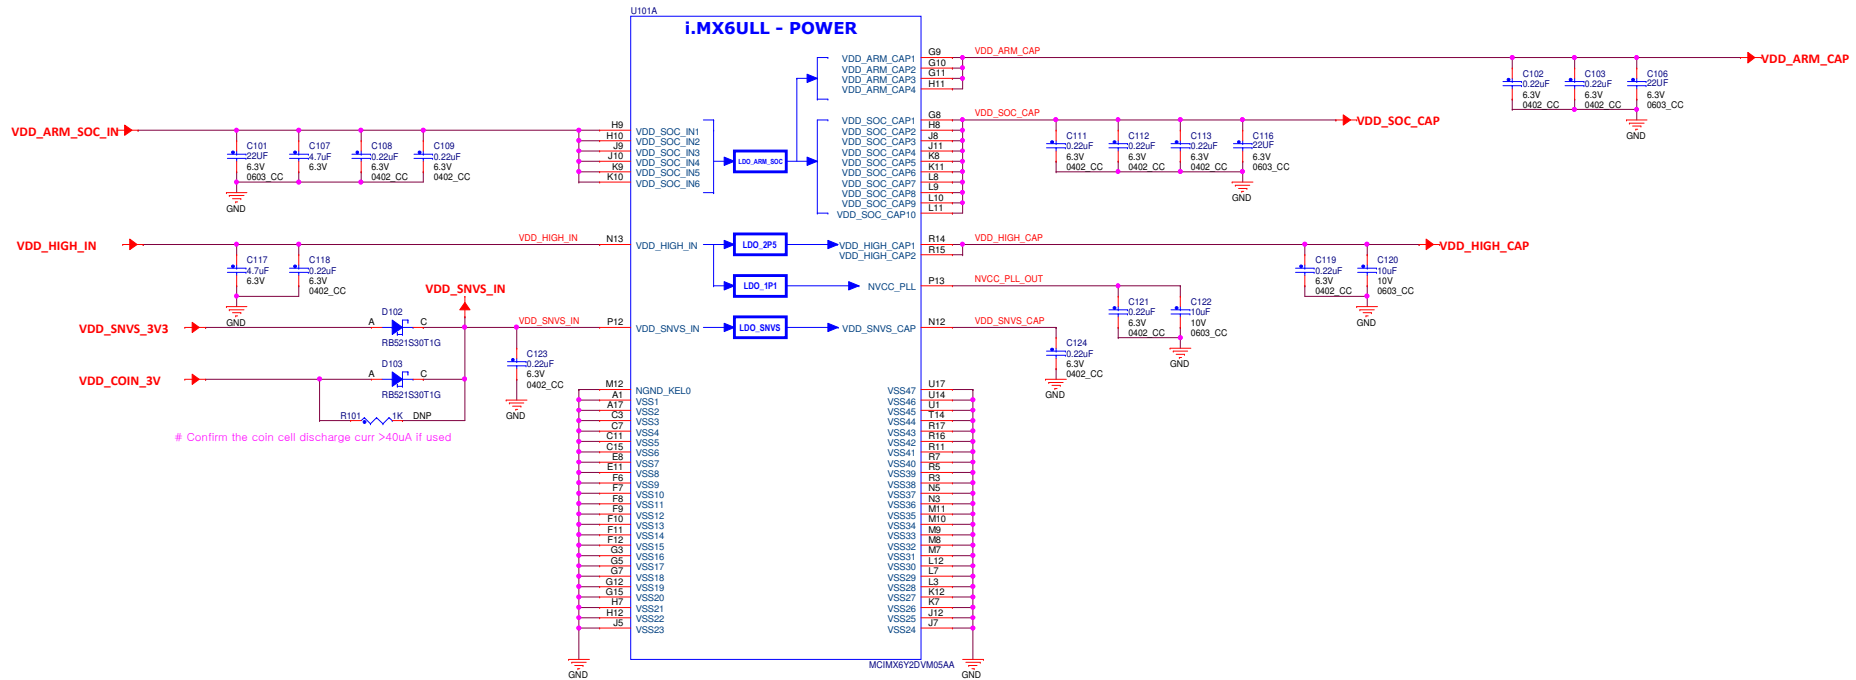 U101A
i.MX6ULL - POWER
VDD_ARM_SOC_IN
C101
22UF
6.3V
0603_CC
C107
4.7uF
6.3V
C108
0.22uF
6.3V
0402_CC
C109
0.22uF
6.3V
0402_CC
GND
H9 VDD_SOC_IN1
H10 VDD_SOC_IN2
J9 VDD_SOC_IN3
J10 VDD_SOC_IN4
K9 VDD_SOC_IN5
K10 VDD_SOC_IN6
LDO_ARM_SOC
VDD_ARM_CAP1 G9 VDD_ARM_CAP
VDD_ARM_CAP2 G10
VDD_ARM_CAP3 G11
VDD_ARM_CAP4 H11
C102
0.22uF
6.3V
0402_CC
C103
0.22uF
6.3V
0402_CC
C106
22UF
6.3V
0603_CC
GND
VDD_ARM_CAP
VDD_SOC_CAP1 G8 VDD_SOC_CAP
VDD_SOC_CAP2 H8
VDD_SOC_CAP3 J8
VDD_SOC_CAP4 J11
VDD_SOC_CAP5 K8
VDD_SOC_CAP6 K11
VDD_SOC_CAP7 L8
VDD_SOC_CAP8 L9
VDD_SOC_CAP9 L10
VDD_SOC_CAP10 L11
C111
0.22uF
6.3V
0402_CC
C112
0.22uF
6.3V
0402_CC
C113
0.22uF
6.3V
0402_CC
C116
22UF
6.3V
0603_CC
GND
VDD_SOC_CAP
VDD_HIGH_IN
C117
4.7uF
6.3V
C118
0.22uF
6.3V
0402_CC
GND
VDD_HIGH_IN N13 VDD_HIGH_IN
LDO_2P5
VDD_HIGH_CAP1 R14 VDD_HIGH_CAP
VDD_HIGH_CAP2 R15
C119
0.22uF
6.3V
0402_CC
C120
10uF
10V
0603_CC
GND
VDD_HIGH_CAP
LDO_1P1
NVCC_PLL P13 NVCC_PLL_OUT
C121
0.22uF
6.3V
0402_CC
C122
10uF
10V
0603_CC
GND
VDD_SNVS_IN
VDD_SNVS_3V3
D102
A C
RB521S30T1G
VDD_SNVS_IN P12 VDD_SNVS_IN
LDO_SNVS
VDD_SNVS_CAP N12 VDD_SNVS_CAP
C123
0.22uF
6.3V
0402_CC
GND
C124
0.22uF
6.3V
0402_CC
GND
VDD_COIN_3V
D103
A C
RB521S30T1G
R101 1K DNP
# Confirm the coin cell discharge curr >40uA if used
M12 NGND_KEL0
A1 VSS1
A17 VSS2
C3 VSS3
C7 VSS4
C11 VSS5
C15 VSS6
E8 VSS7
E11 VSS8
F6 VSS9
F7 VSS10
F8 VSS11
F9 VSS12
F10 VSS13
F11 VSS14
F12 VSS15
G3 VSS16
G5 VSS17
G7 VSS18
G12 VSS19
G15 VSS20
H7 VSS21
H12 VSS22
J5 VSS23
GND
VSS47 U17
VSS46 U14
VSS45 U1
VSS44 T14
VSS43 R17
VSS42 R16
VSS41 R11
VSS40 R7
VSS39 R5
VSS38 R3
VSS37 N5
VSS36 N3
VSS35 M11
VSS34 M10
VSS33 M9
VSS32 M8
VSS31 M7
VSS30 L12
VSS29 L7
VSS28 L3
VSS27 K12
VSS26 K7
VSS25 J12
VSS24 J7
GND
MCIMX6Y2DVM05AA